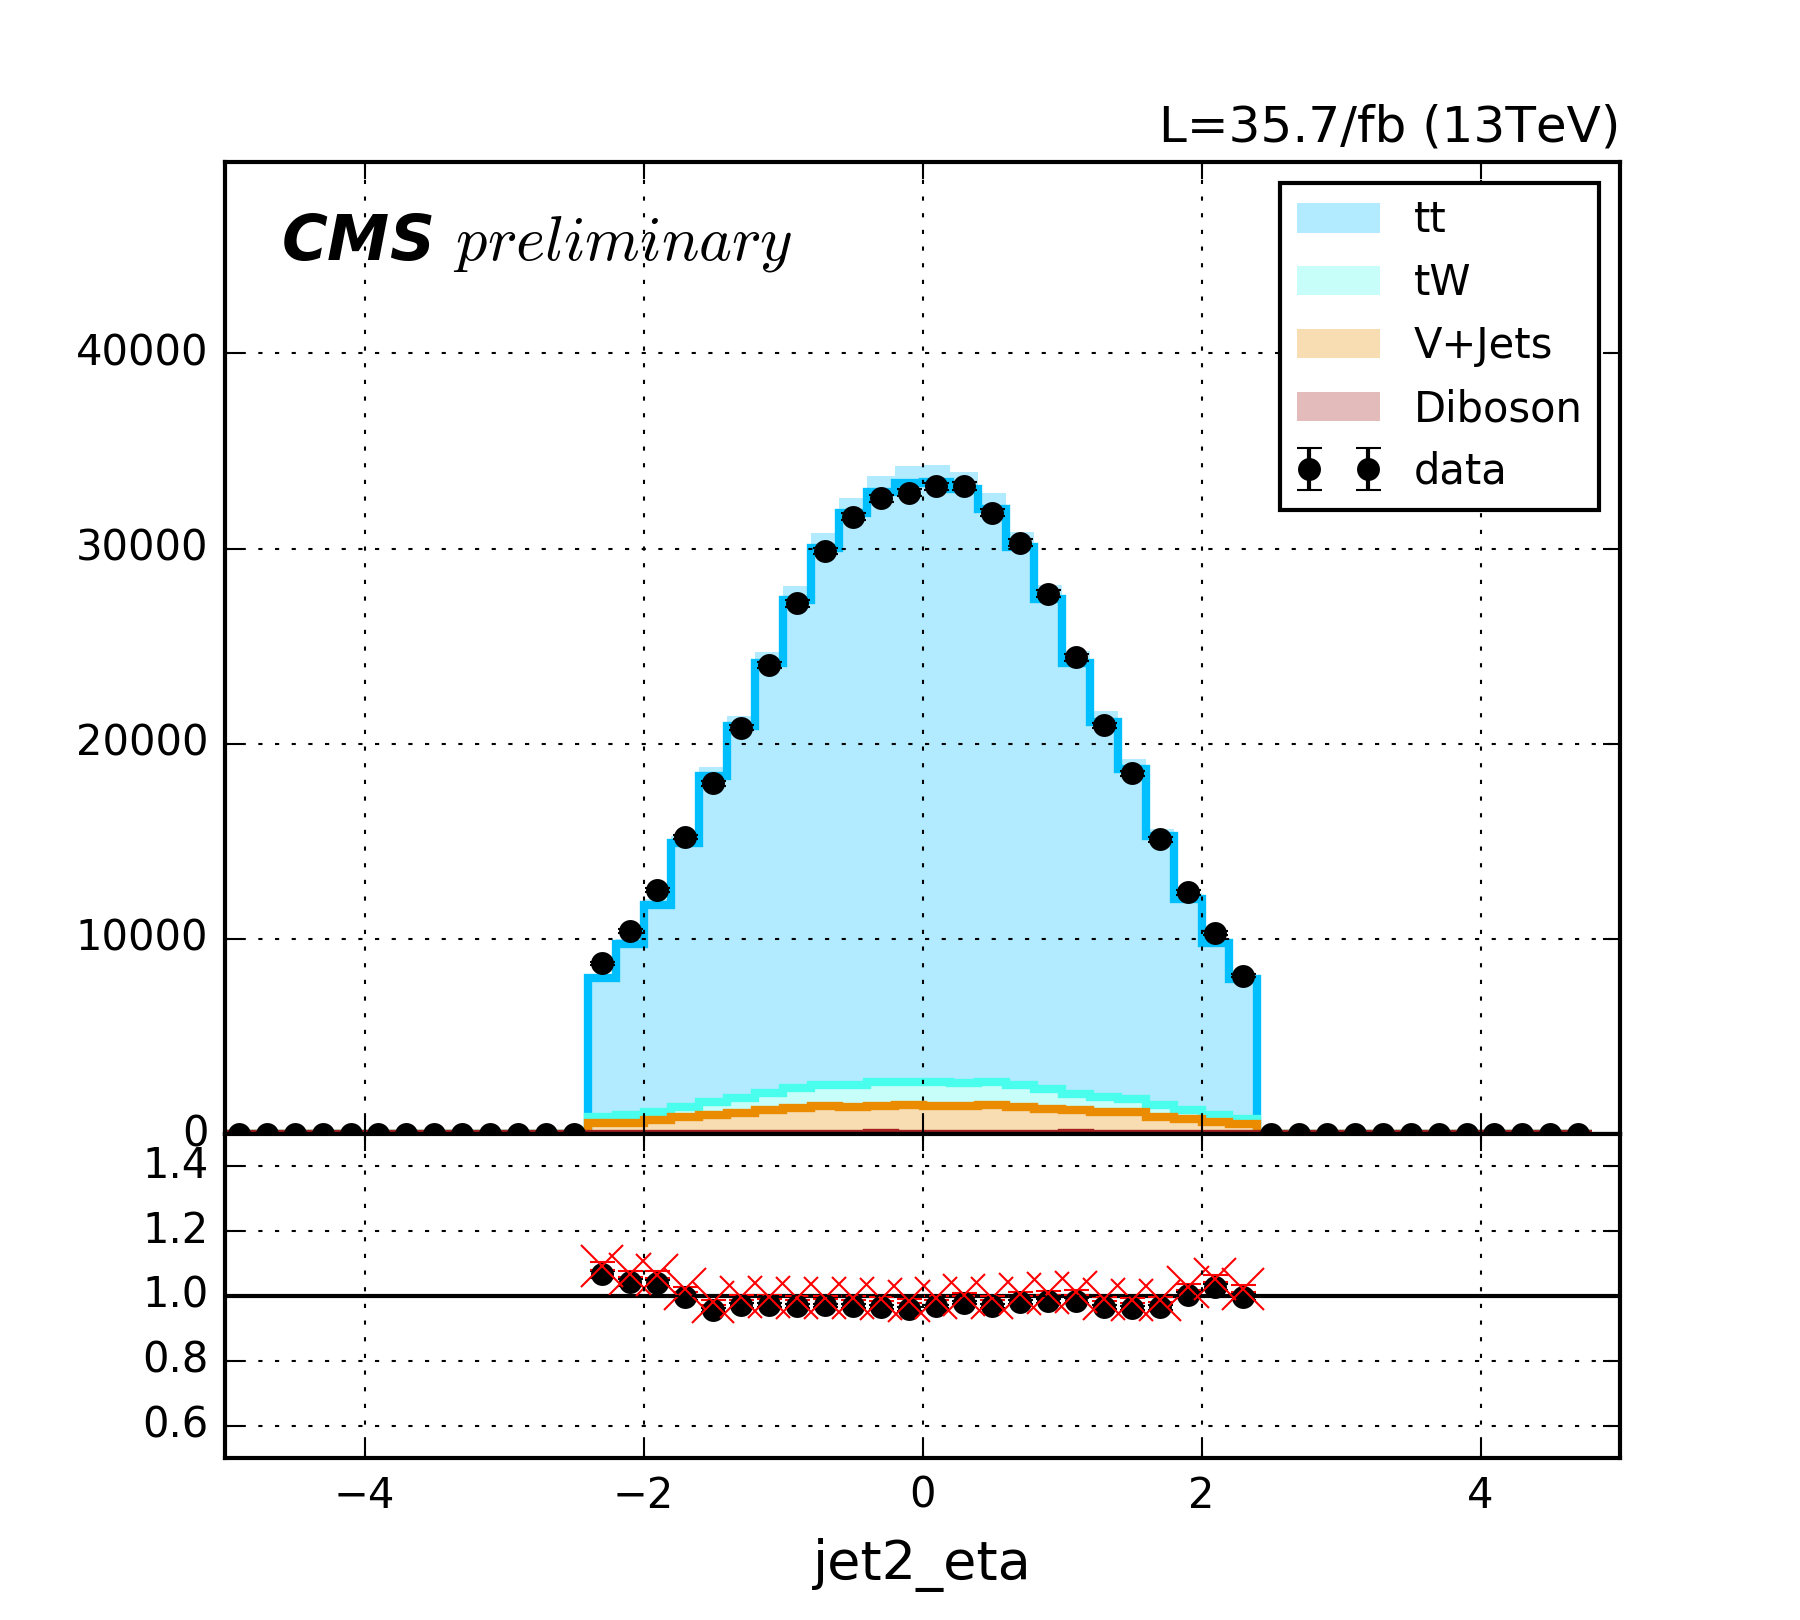 L=35.7/fb (13TeV)
CMS preliminary
tt
tW
V+Jets
Diboson
data
40000
30000
20000
10000
0
1.4
1.2
1.0
0.8
0.6
−4 −2 0 2 4
jet2_eta